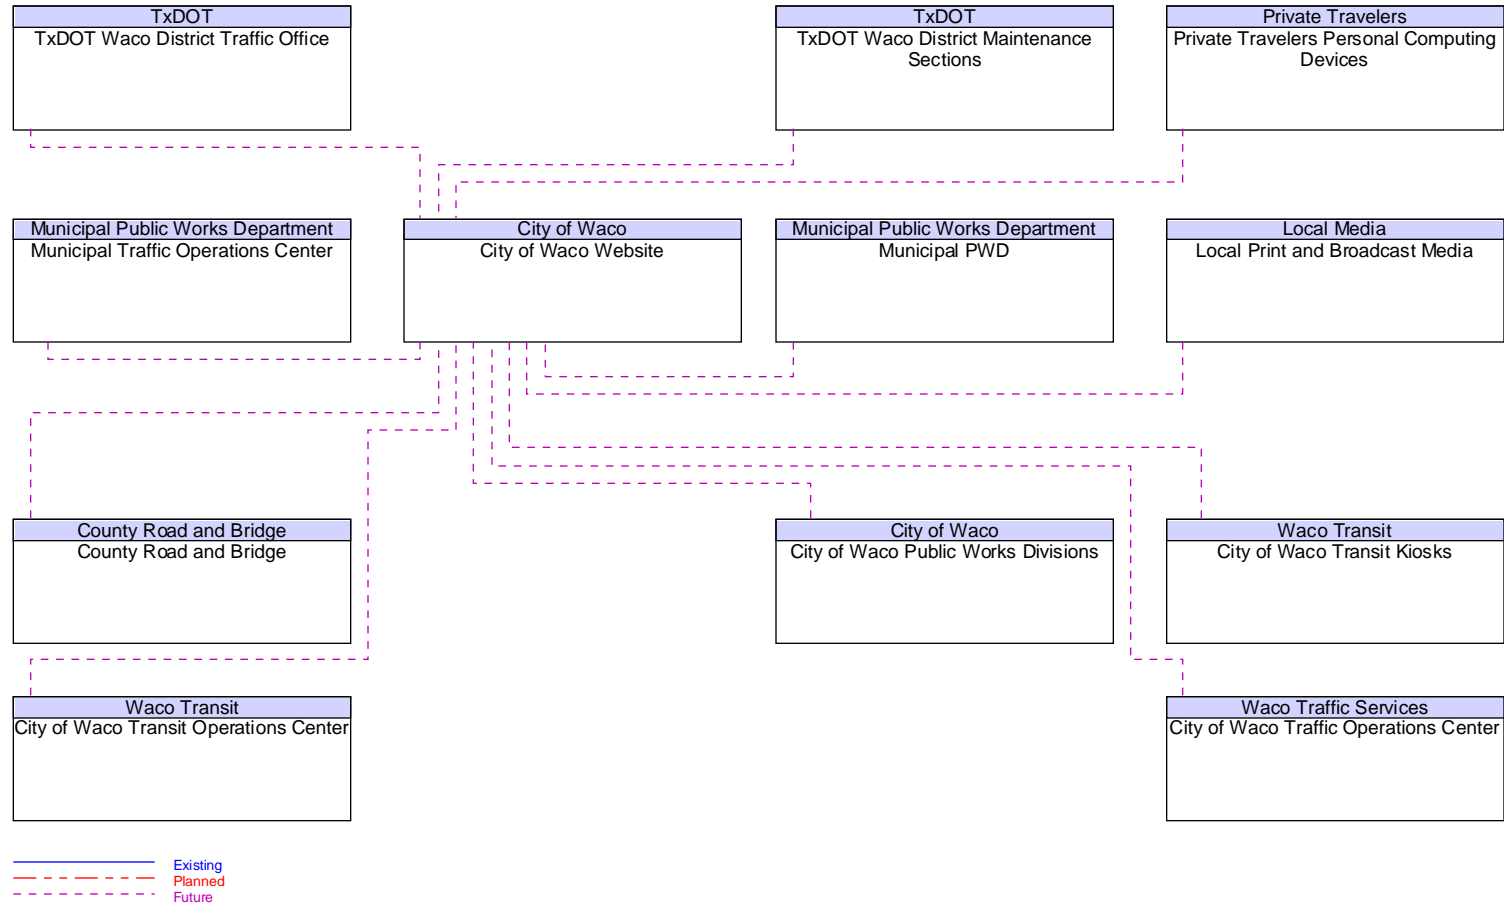 TxDOT
TxDOT Waco District Traffic Office
TxDOT
TxDOT Waco District Maintenance
Sections
Private Travelers
Private Travelers Personal Computing
Devices
Municipal Public Works Department
Municipal Traffic Operations Center
City of Waco
City of Waco Website
Municipal Public Works Department
Municipal PWD
Local Media
Local Print and Broadcast Media
County Road and Bridge
County Road and Bridge
City of Waco
City of Waco Public Works Divisions
Waco Transit
City of Waco Transit Kiosks
Waco Transit
City of Waco Transit Operations Center
Waco Traffic Services
City of Waco Traffic Operations Center
Existing
Planned
Future